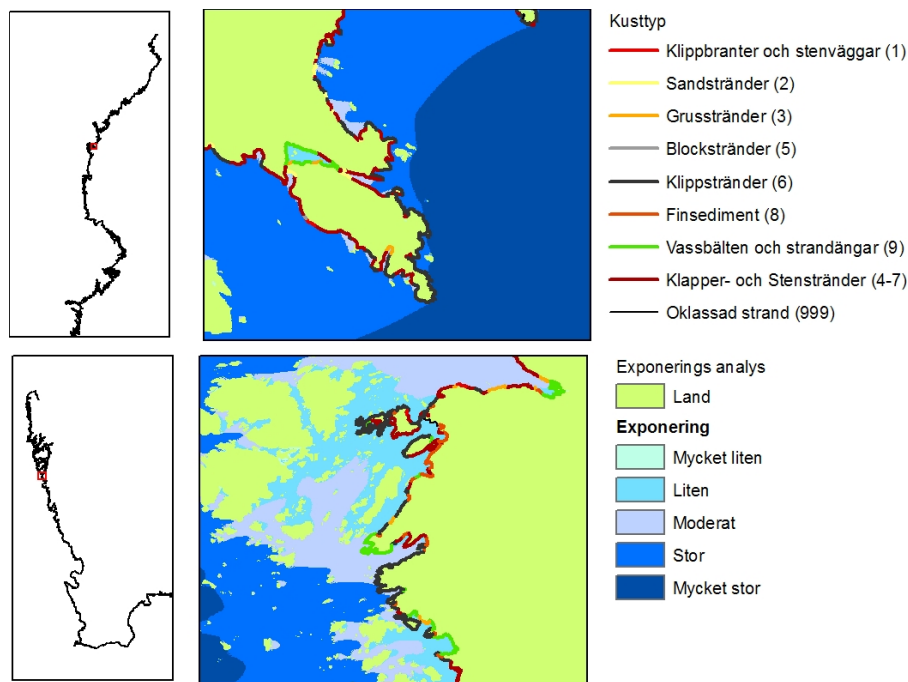 Kusttyp
Klippbranter och stenväggar (1)
Sandstränder (2)
Grusstränder (3)
Blockstränder (5)
Klippstränder (6)
Finsediment (8)
Vassbälten och strandängar (9)
Klapper- och Stenstränder (4-7)
Oklassad strand (999)
Exponerings analys
Land
Exponering
Mycket liten
Liten
Moderat
Stor
Mycket stor